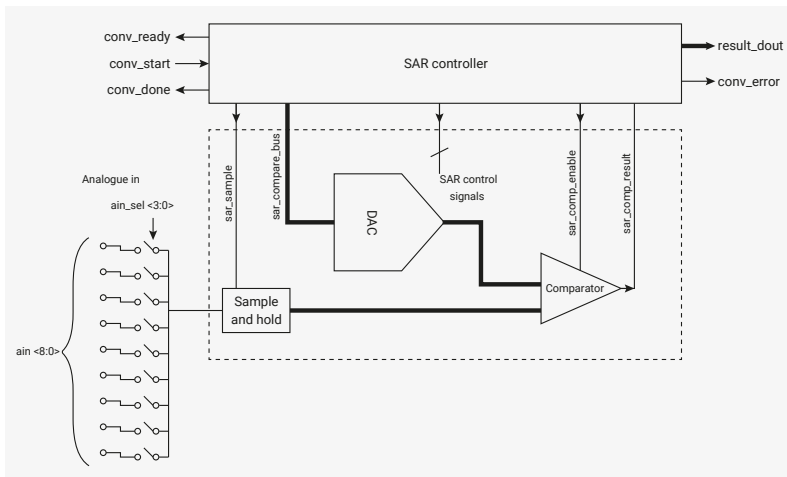 conv_ready
conv_start
conv_done
SAR controller
result_dout
conv_error
sar_sample
sar_compare_bus
SAR control
signals
sar_comp_enable
sar_comp_result
Analogue in
ain_sel <3:0>
DAC
Sample
and hold
Comparator
ain <8:0>